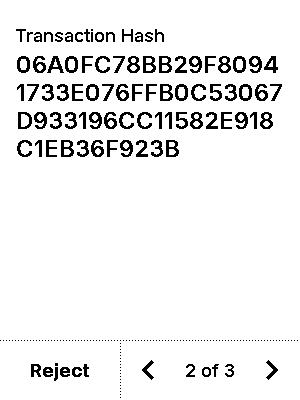 Transaction Hash
06A0FC78BB29F8094
1733E076FFB0C53067
D933196CC11582E918
C1EB36F923B
Reject
2 of 3